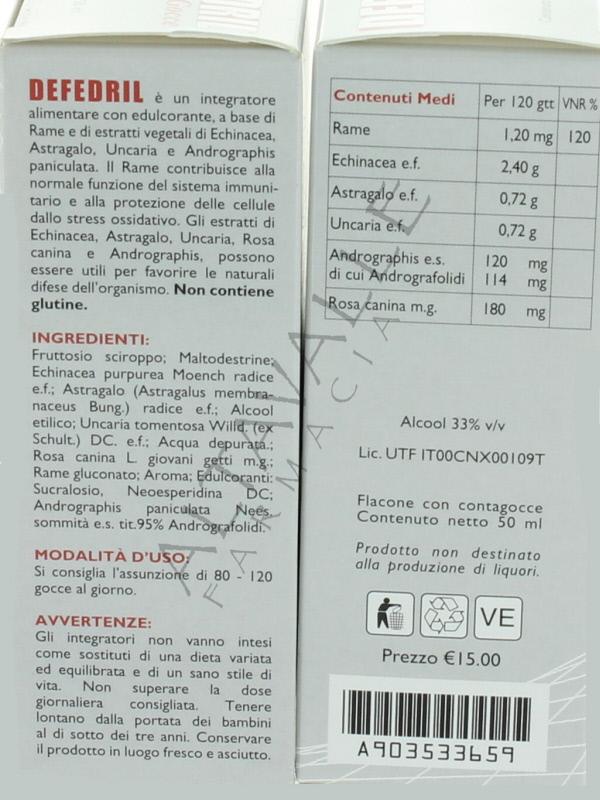 DEFEDRIL è un integratore
alimentare con edulcorante, a base di
Rame e di estratti vegetali di Echinacea,
Astragalo, Uncaria e Andrographis
paniculata. Il Rame contribuisce alla
normale funzione del sistema immuni-
tario e alla protezione delle cellule
dallo stress ossidativo. Gli estratti di
Echinacea, Astragalo, Uncaria, Rosa
canina e Andrographis, possono
essere utili per favorire le naturali
difese dell'organismo. Non contiene
glutine.
INGREDIENTI:
Fruttosio sciroppo; Maltodestrine;
Echinacea purpurea Moench radice
e.f.; Astragalo (Astragalus membra-
naceus Bung.) radice e.f.; Alcool
etilico; Uncaria tomentosa Willd. (ex
Schult.) DC. e.f.; Acqua depurata.;
Rosa canina L. giovani getti m.g.;
Rame gluconato; Aroma; Edulcoranti:
Sucralosio, Neoesperidina DC;
Andrographis paniculata Nees.
sommità e.s. tit.95% Andrografolidi.
MODALITÀ D'USO:
Si consiglia l'assunzione di 80 - 120
gocce al giorno.
AVVERTENZE:
Gli integratori non vanno intesi
come sostituti di una dieta variata
ed equilibrata e di un sano stile di
vita. Non superare la dose
giornaliera consigliata. Tenere
lontano dalla portata dei bambini
al di sotto dei tre anni. Conservare
il prodotto in luogo fresco e asciutto.
Contenuti Medi Per 120 gtt VNR %
Rame 1,20 mg 120
Echinacea e.f. 2,40 g
Astragalo e.f. 0,72 g
Uncaria e.f. 0,72 g
Andrographis e.s. 120 mg
di cui Andrografolidi 114 mg
Rosa canina m.g. 180 mg
Alcool 33% v/v
Lic. UTF IT00CNX00109T
Flacone con contagocce
Contenuto netto 50 ml
Prodotto non destinato
alla produzione di liquori.
VE
Prezzo €15.00
A903533659
ALTAVALLE
FARMACIA